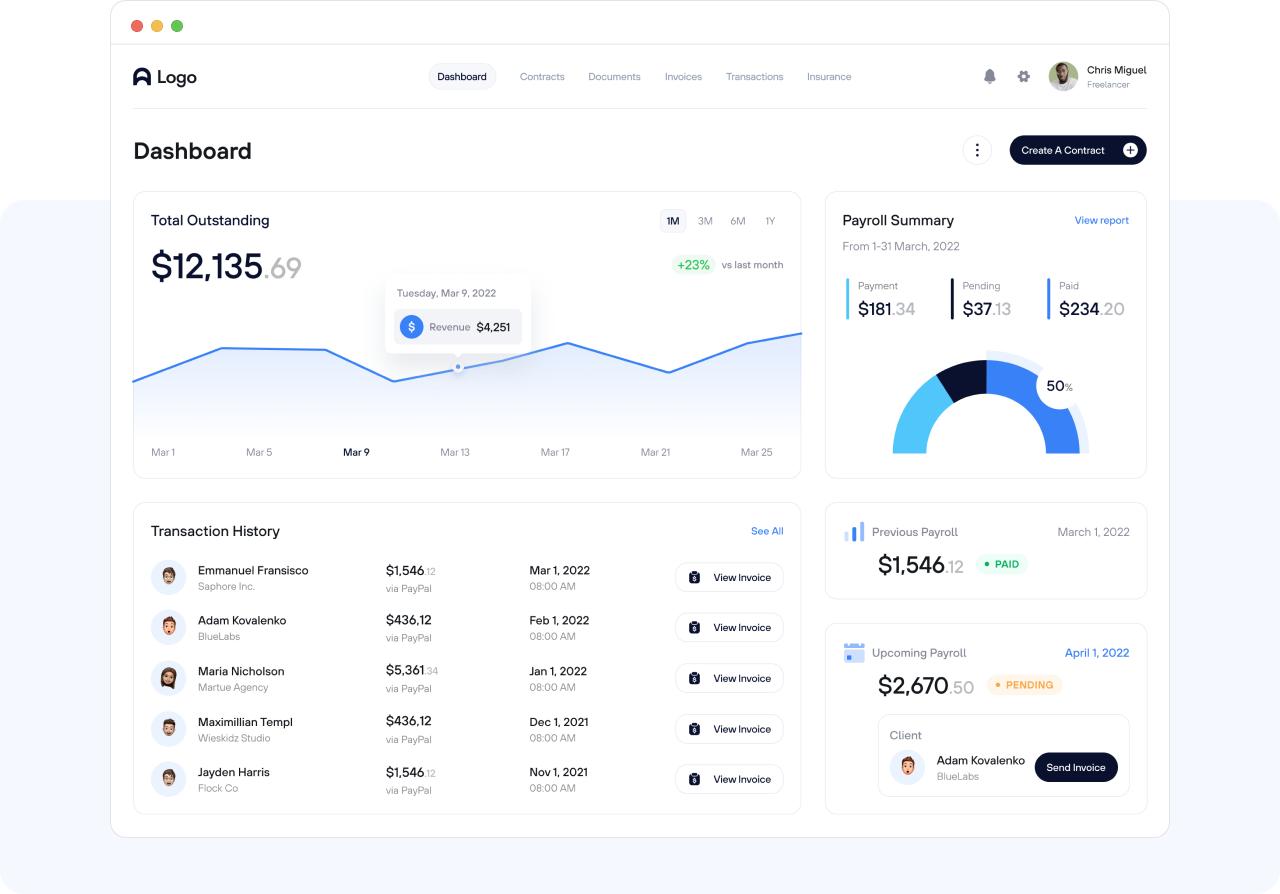 Logo
Dashboard Contracts Documents Invoices Transactions Insurance
Chris Miguel
Freelancer
Dashboard
Create A Contract
Total Outstanding
1M 3M 6M 1Y
$12,135.69
+23% vs last month
Tuesday, Mar 9, 2022
$ Revenue $4,251
Mar 1 Mar 5 Mar 9 Mar 13 Mar 17 Mar 21 Mar 25
Payroll Summary View report
From 1-31 March, 2022
Payment Pending Paid
$181.34 $37.13 $234.20
50%
Transaction History See All
Emmanuel Fransisco $1,546.12 Mar 1, 2022 View Invoice
Saphore Inc. via PayPal 08:00 AM
Adam Kovalenko $436,12 Feb 1, 2022 View Invoice
BlueLabs via PayPal 08:00 AM
Maria Nicholson $5,361.34 Jan 1, 2022 View Invoice
Martue Agency via PayPal 08:00 AM
Maximillian Templ $436,12 Dec 1, 2021 View Invoice
Wieskidz Studio via PayPal 08:00 AM
Jayden Harris $1,546.12 Nov 1, 2021 View Invoice
Flock Co via PayPal 08:00 AM
Previous Payroll March 1, 2022
$1,546.12 PAID
Upcoming Payroll April 1, 2022
$2,670.50 PENDING
Client
Adam Kovalenko
BlueLabs
Send Invoice